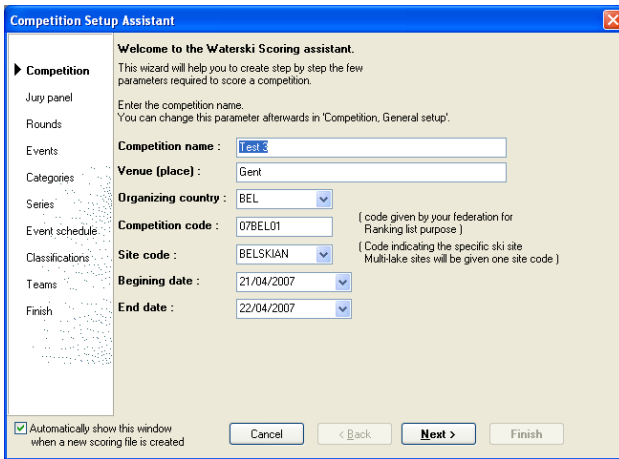 Competition Setup Assistant
Competition
Jury panel
Rounds
Events
Categories
Series
Event schedule
Classifications
Teams
Finish
Welcome to the Waterski Scoring assistant.
This wizard will help you to create step by step the few
parameters required to score a competition.
Enter the competition name.
You can change this parameter afterwards in 'Competition, General setup'.
Competition name : Test 3
Venue (place) : Gent
Organizing country : BEL
Competition code : 07BEL01
( code given by your federation for
Ranking list purpose )
Site code : BELSKIAN
( Code indicating the specific ski site
Multi-lake sites will be given one site code )
Begining date : 21/04/2007
End date : 22/04/2007
Automatically show this window
when a new scoring file is created
Cancel < Back Next > Finish